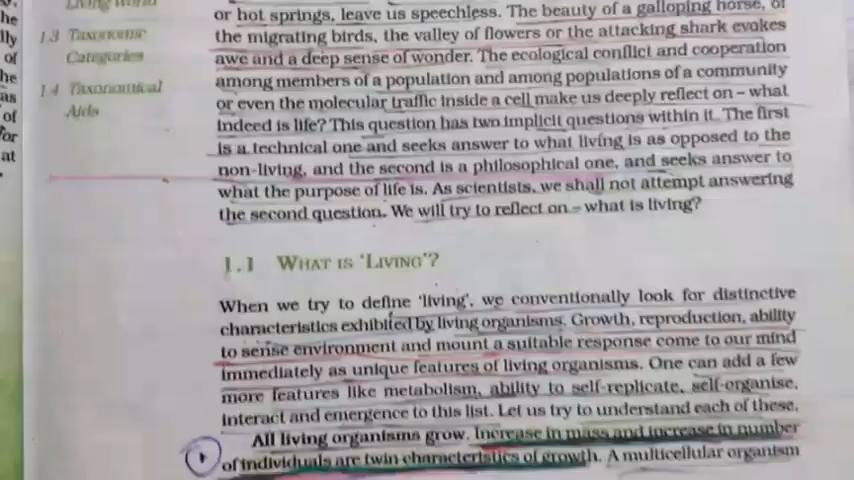 he
lly
of
he
as
of
for
at
Living World
1.3 Taxonomic
Categories
1.4 Taxonomical
Aids
or hot springs, leave us speechless. The beauty of a galloping horse, of
the migrating birds, the valley of flowers or the attacking shark evokes
awe and a deep sense of wonder. The ecological conflict and cooperation
among members of a population and among populations of a community
or even the molecular traffic inside a cell make us deeply reflect on – what
indeed is life? This question has two implicit questions within it. The first
is a technical one and seeks answer to what living is as opposed to the
non-living, and the second is a philosophical one, and seeks answer to
what the purpose of life is. As scientists, we shall not attempt answering
the second question. We will try to reflect on – what is living?
1.1 WHAT IS ‘LIVING’?
When we try to define ‘living’, we conventionally look for distinctive
characteristics exhibited by living organisms. Growth, reproduction, ability
to sense environment and mount a suitable response come to our mind
immediately as unique features of living organisms. One can add a few
more features like metabolism, ability to self-replicate, self-organise,
interact and emergence to this list. Let us try to understand each of these.
All living organisms grow. Increase in mass and increase in number
of individuals are twin characteristics of growth. A multicellular organism